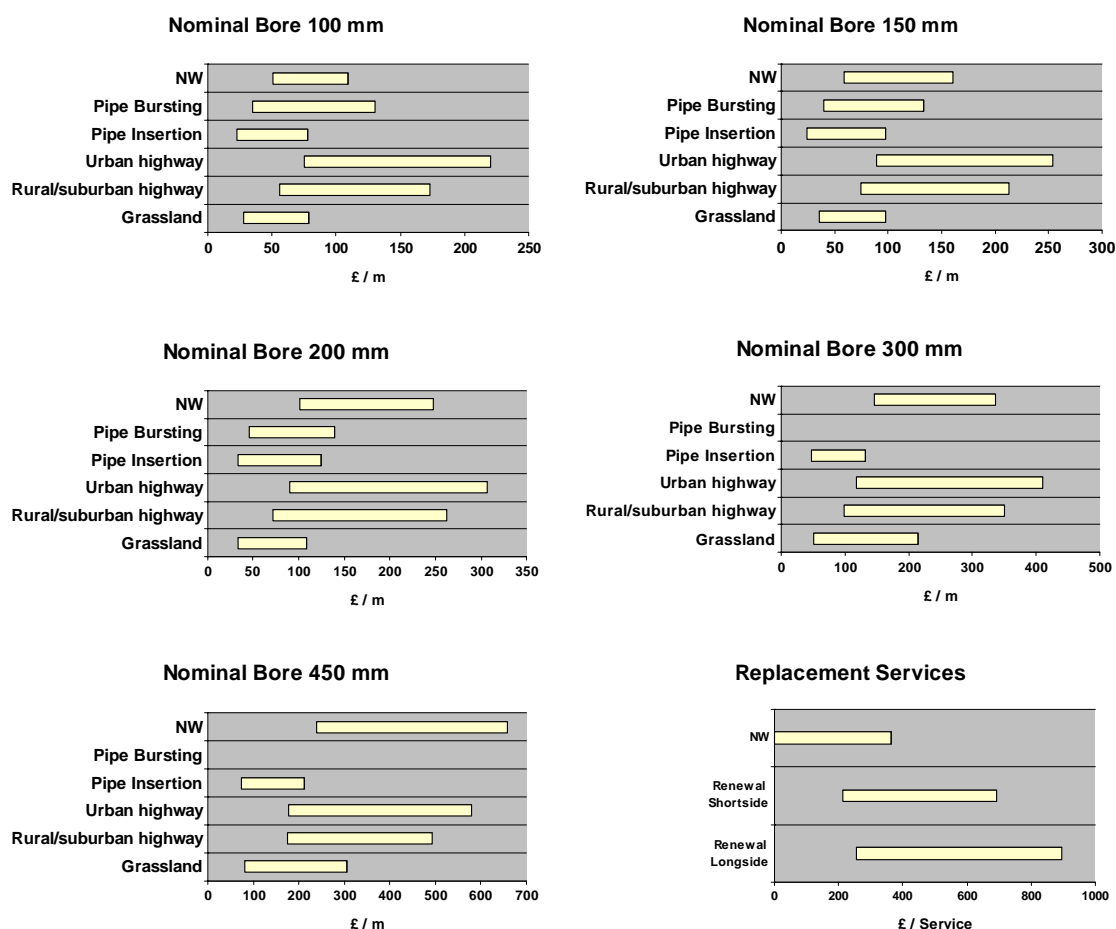 Nominal Bore 100 mm
NW
Pipe Bursting
Pipe Insertion
Urban highway
Rural/suburban highway
Grassland
0 50 100 150 200 250
£ / m
Nominal Bore 150 mm
NW
Pipe Bursting
Pipe Insertion
Urban highway
Rural/suburban highway
Grassland
0 50 100 150 200 250 300
£ / m
Nominal Bore 200 mm
NW
Pipe Bursting
Pipe Insertion
Urban highway
Rural/suburban highway
Grassland
0 50 100 150 200 250 300 350
£ / m
Nominal Bore 300 mm
NW
Pipe Bursting
Pipe Insertion
Urban highway
Rural/suburban highway
Grassland
0 100 200 300 400 500
£ / m
Nominal Bore 450 mm
NW
Pipe Bursting
Pipe Insertion
Urban highway
Rural/suburban highway
Grassland
0 100 200 300 400 500 600 700
£ / m
Replacement Services
NW
Renewal
Shortside
Renewal
Longside
0 200 400 600 800 1000
£ / Service